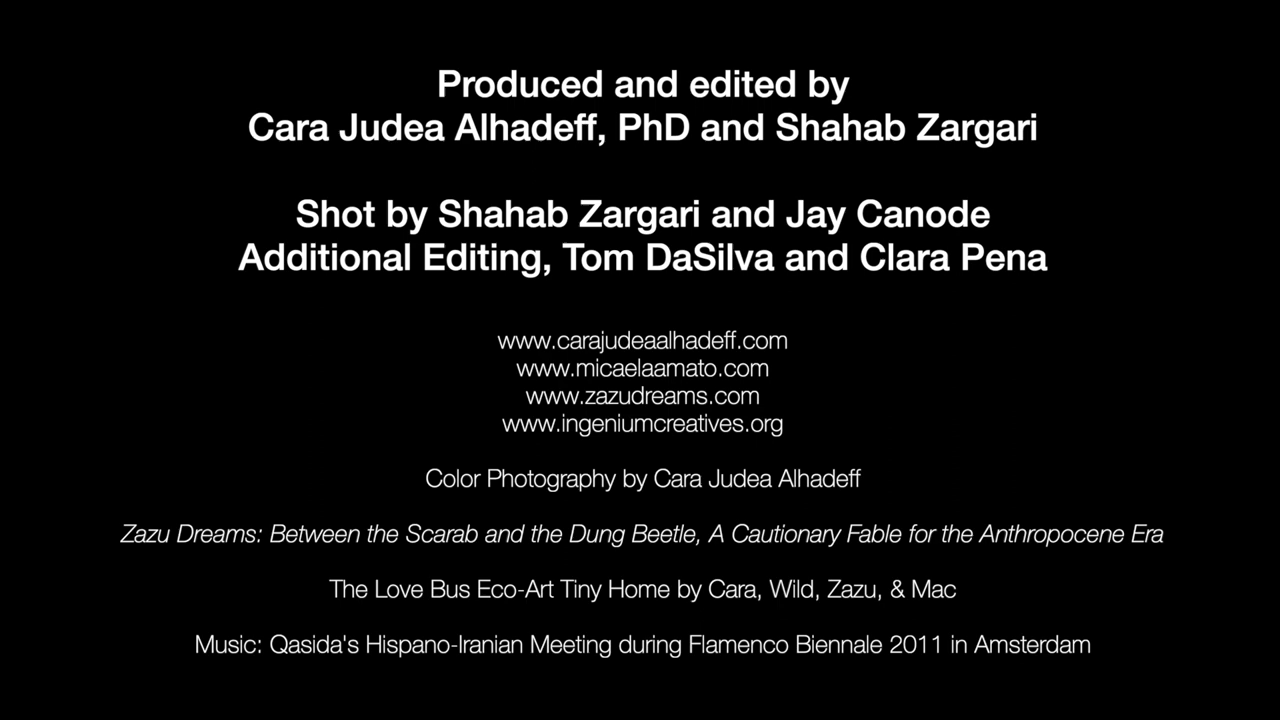 Produced and edited by
Cara Judea Alhadeff, PhD and Shahab Zargari
Shot by Shahab Zargari and Jay Canode
Additional Editing, Tom DaSilva and Clara Pena
www.carajudeaalhadeff.com
www.micaelaamato.com
www.zazudreams.com
www.ingeniumcreatives.org
Color Photography by Cara Judea Alhadeff
Zazu Dreams: Between the Scarab and the Dung Beetle, A Cautionary Fable for the Anthropocene Era
The Love Bus Eco-Art Tiny Home by Cara, Wild, Zazu, & Mac
Music: Qasida's Hispano-Iranian Meeting during Flamenco Biennale 2011 in Amsterdam